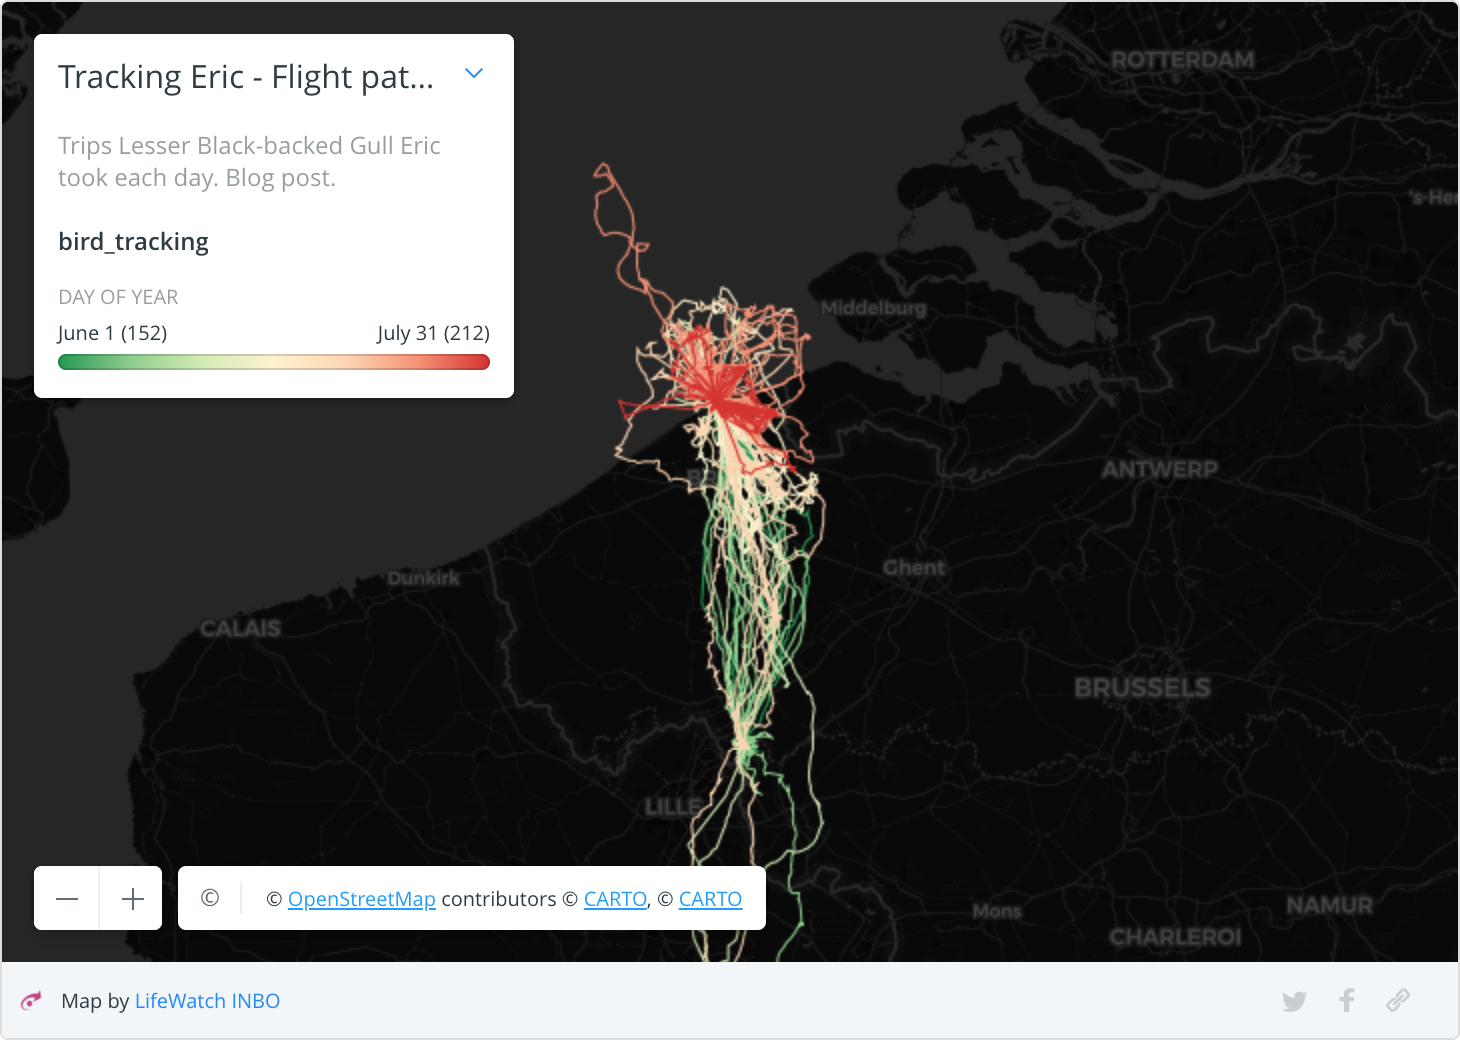 Tracking Eric - Flight pat...
Trips Lesser Black-backed Gull Eric
took each day. Blog post.
bird_tracking
DAY OF YEAR
June 1 (152) July 31 (212)
ROTTERDAM
's-Her
Middelburg
ANTWERP
Ghent
Dunkirk
CALAIS
BRUSSELS
LILLE
Mons
NAMUR
CHARLEROI
© © OpenStreetMap contributors © CARTO, © CARTO
Map by LifeWatch INBO